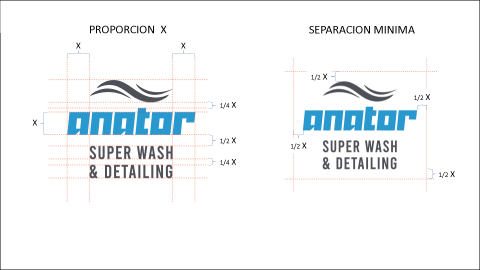 PROPORCION X
X
X
1/4 X
X
anator
1/2 X
SUPER WASH
1/4 X
& DETAILING
SEPARACION MINIMA
1/2 X
1/2 X
anator
SUPER WASH
1/2 X
& DETAILING
1/2 X